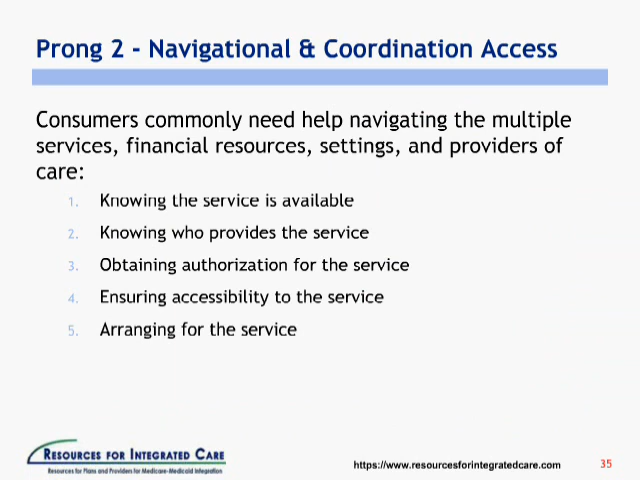 Prong 2 - Navigational & Coordination Access
Consumers commonly need help navigating the multiple
services, financial resources, settings, and providers of
care:
1. Knowing the service is available
2. Knowing who provides the service
3. Obtaining authorization for the service
4. Ensuring accessibility to the service
5. Arranging for the service
RESOURCES FOR INTEGRATED CARE
Resources for Plans and Providers for Medicare-Medicaid Integration
https://www.resourcesforintegratedcare.com
35